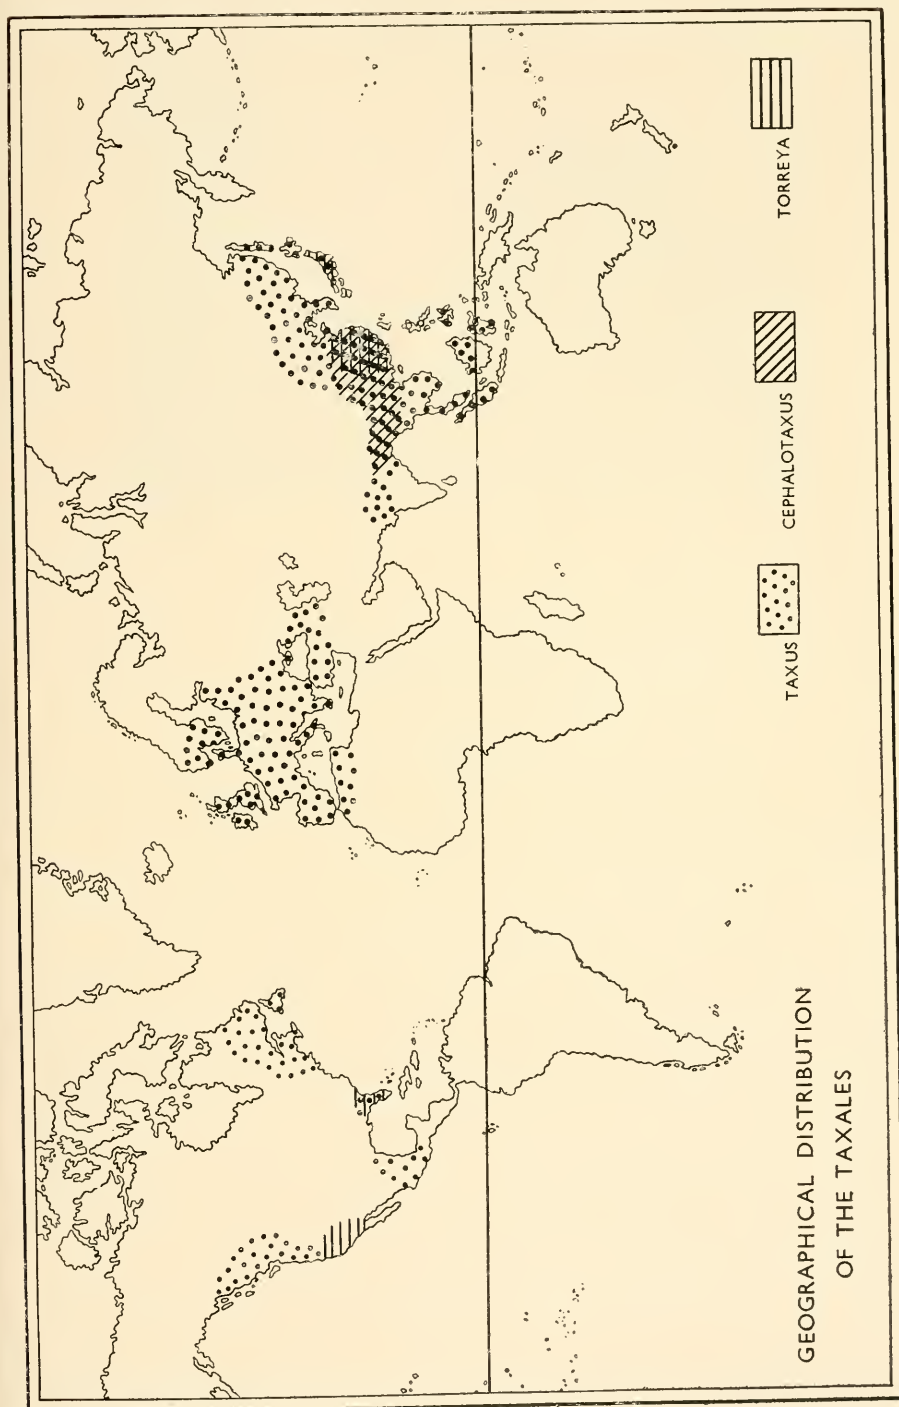 GEOGRAPHICAL DISTRIBUTION
OF THE TAXALES
TAXUS
CEPHALOTAXUS
TORREYA